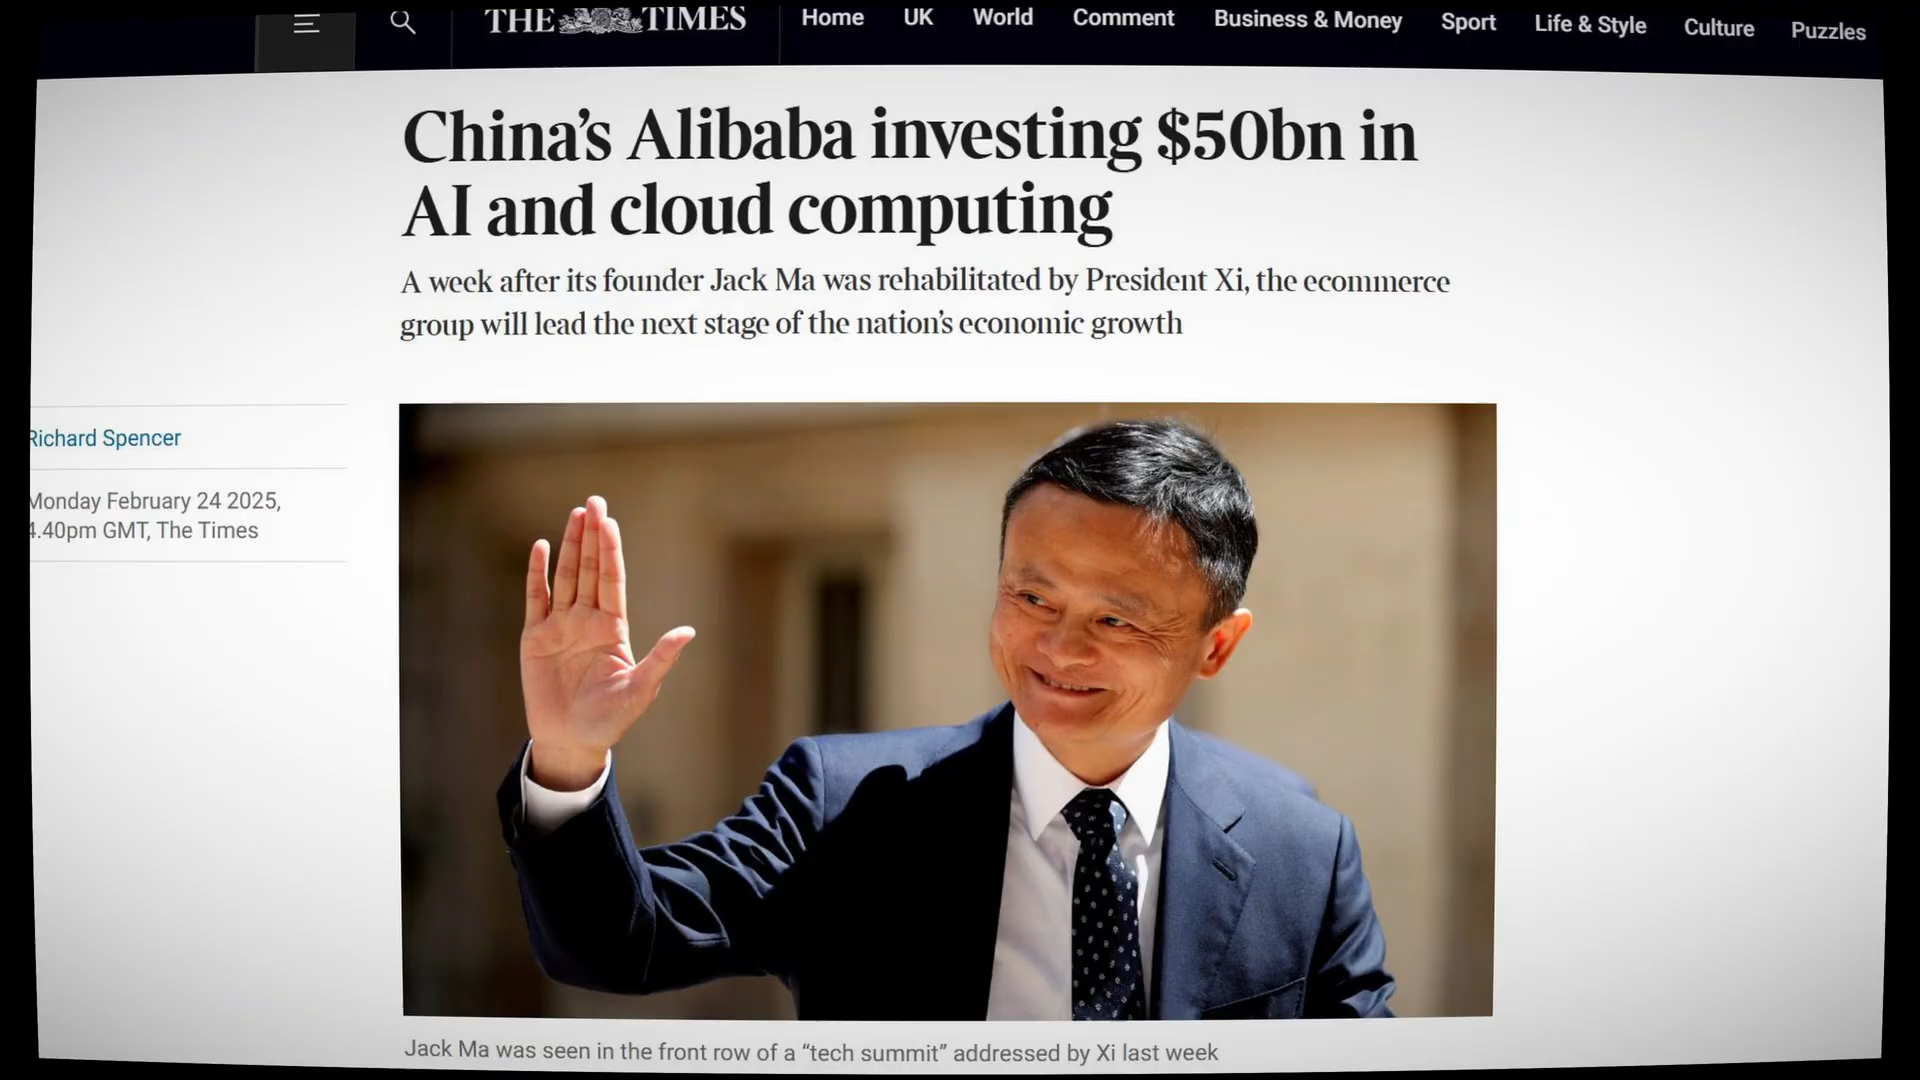 THE TIMES
Home UK World Comment Business & Money Sport Life & Style Culture Puzzles
China’s Alibaba investing $50bn in
AI and cloud computing
A week after its founder Jack Ma was rehabilitated by President Xi, the ecommerce
group will lead the next stage of the nation’s economic growth
Richard Spencer
Monday February 24 2025,
4.40pm GMT, The Times
Jack Ma was seen in the front row of a “tech summit” addressed by Xi last week